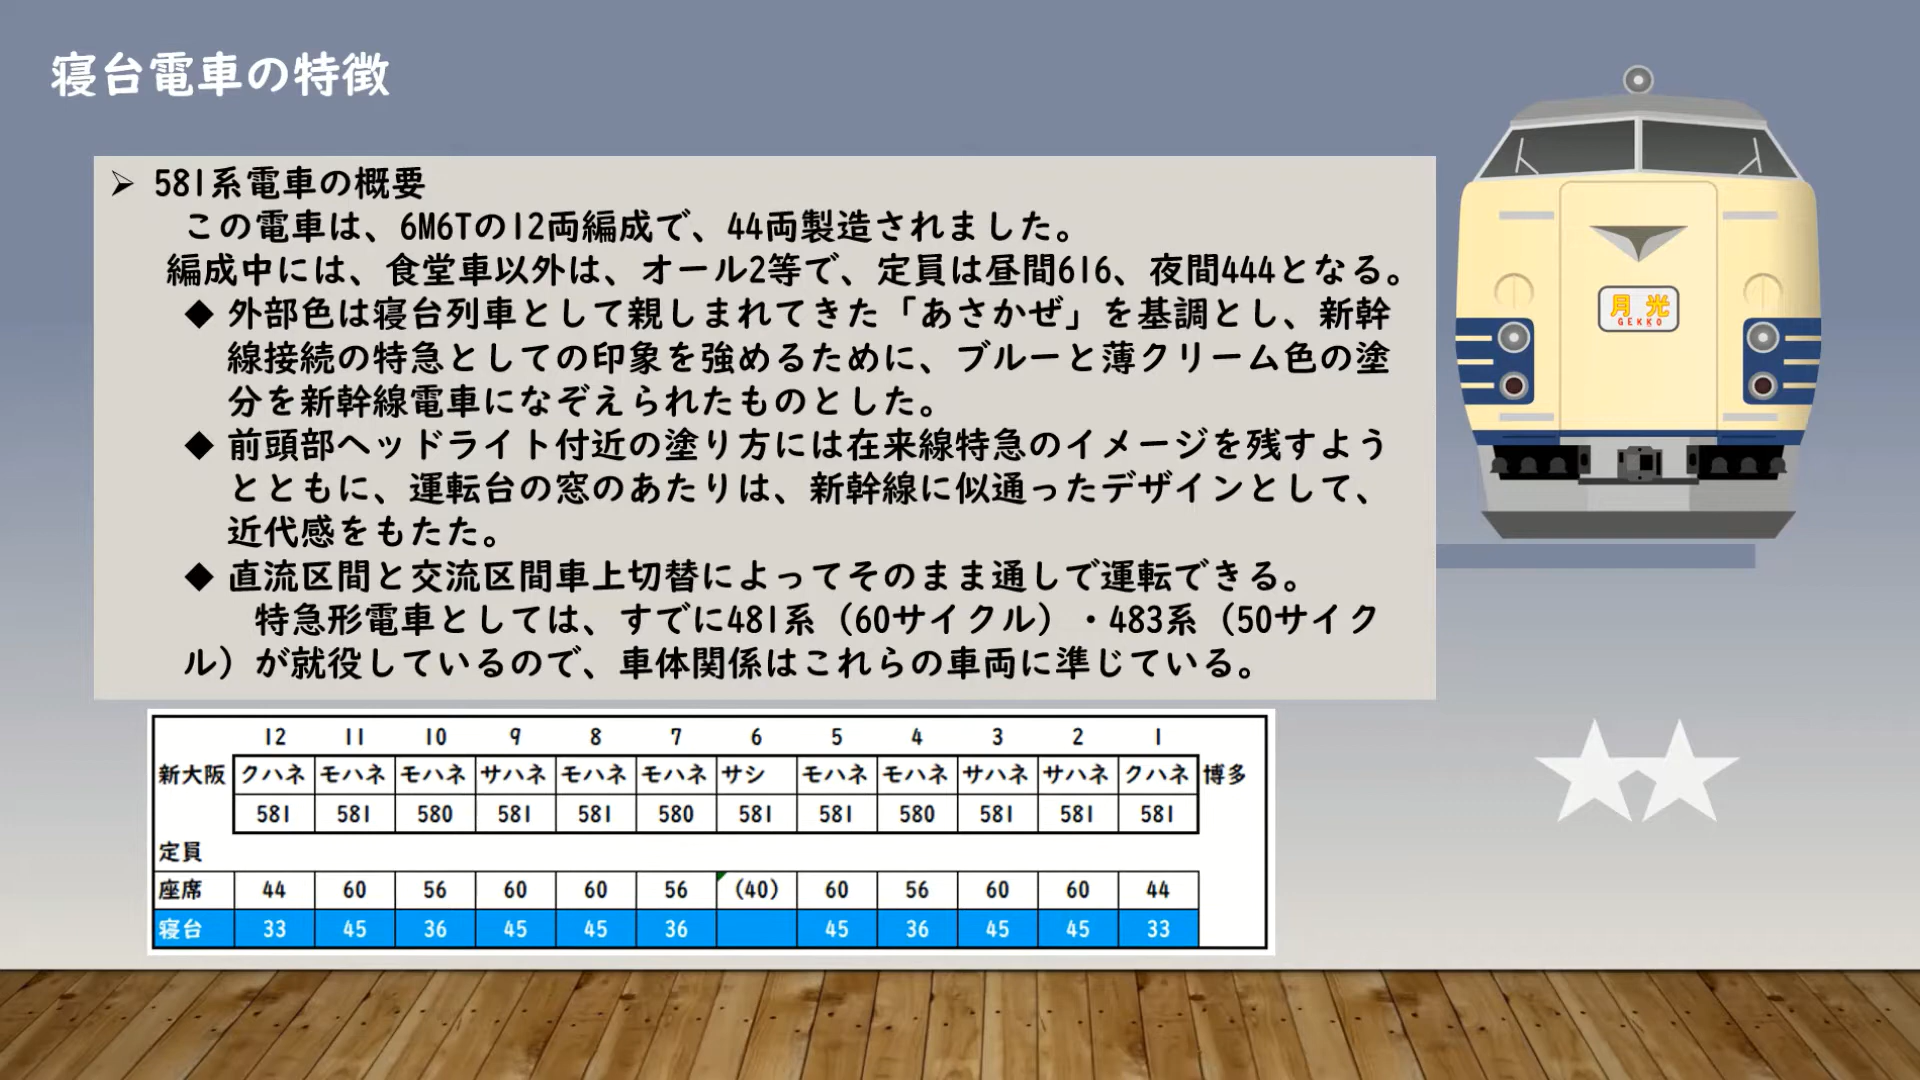 寝台電車の特徴
➢ 581系電車の概要
この電車は、6M6Tの12両編成で、44両製造されました。
編成中には、食堂車以外は、オール2等で、定員は昼間616、夜間444となる。
◆ 外部色は寝台列車として親しまれてきた「あさかぜ」を基調とし、新幹
線接続の特急としての印象を強めるために、ブルーと薄クリーム色の塗
分を新幹線電車になぞえられたものとした。
◆ 前頭部ヘッドライト付近の塗り方には在来線特急のイメージを残すよう
とともに、運転台の窓のあたりは、新幹線に似通ったデザインとして、
近代感をもたた。
◆ 直流区間と交流区間車上切替によってそのまま通しで運転できる。
特急形電車としては、すでに481系（60サイクル）・483系（50サイク
ル）が就役しているので、車体関係はこれらの車両に準じている。
月光
GEKKO
12 11 10 9 8 7 6 5 4 3 2 1
新大阪 クハネ モハネ モハネ サハネ モハネ モハネ サシ モハネ モハネ サハネ サハネ クハネ 博多
581 581 580 581 581 580 581 581 580 581 581 581
定員
座席 44 60 56 60 60 56 (40) 60 56 60 60 44
寝台 33 45 36 45 45 36 45 36 45 45 33